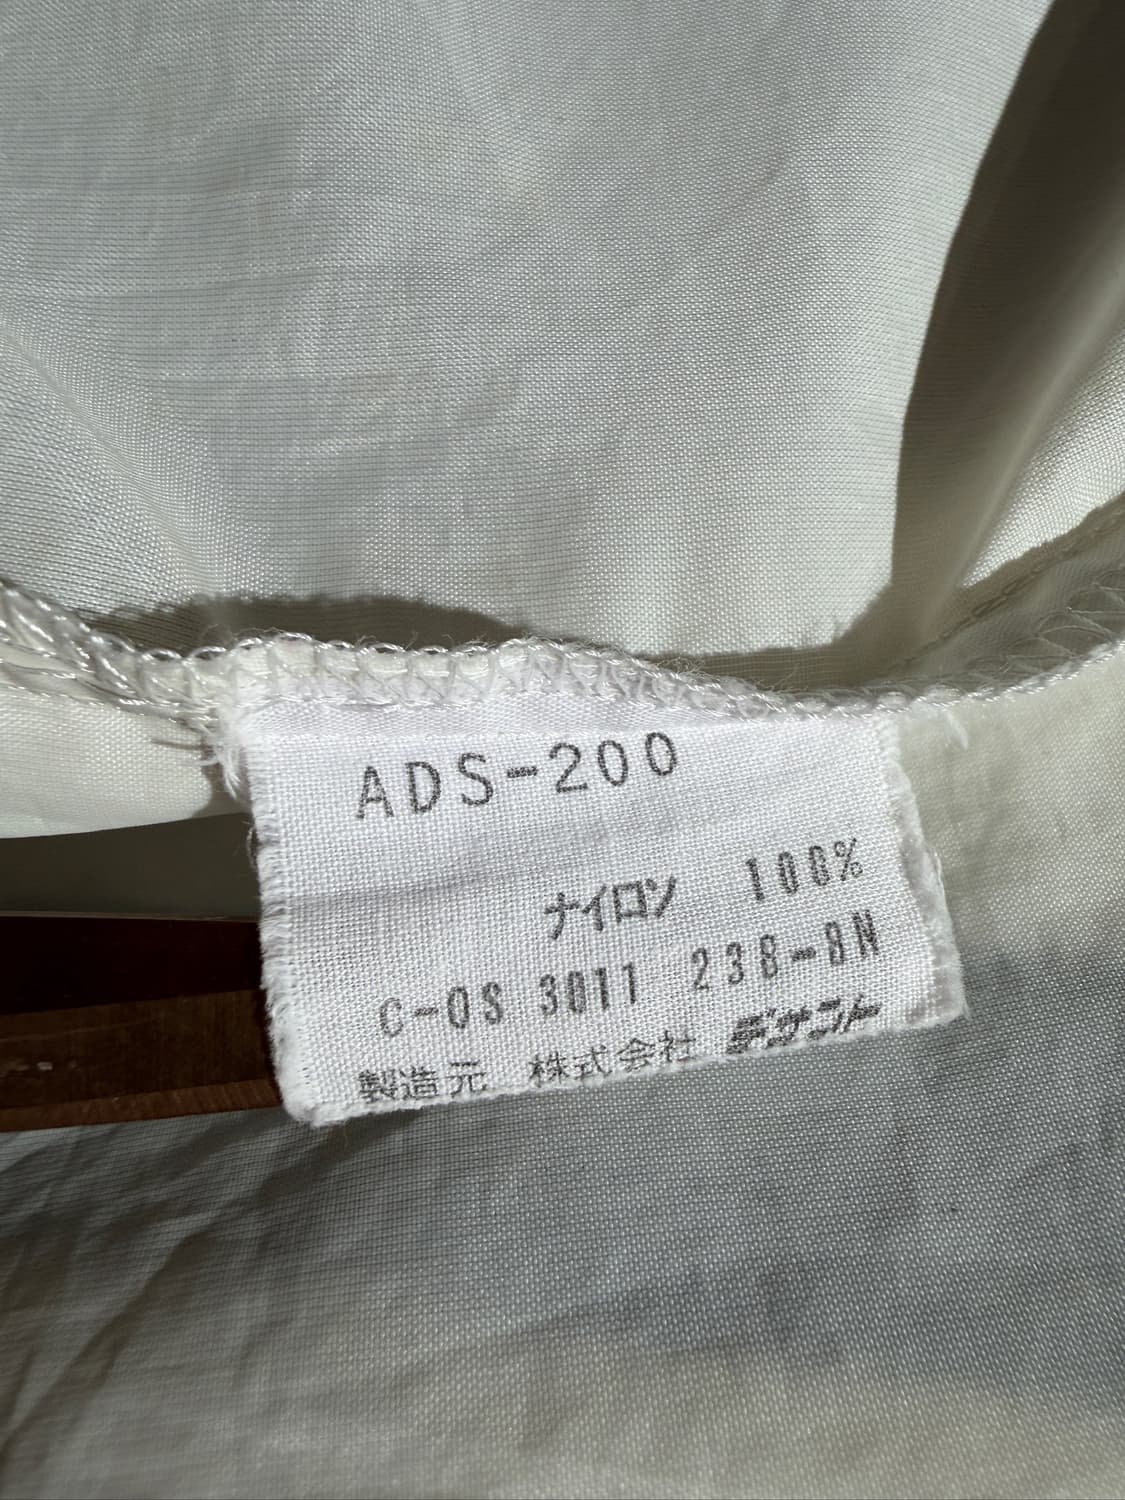 ADS-200
ナイロン 100%
C-OS 3011 238-8N
製造元 株式会社 デサント